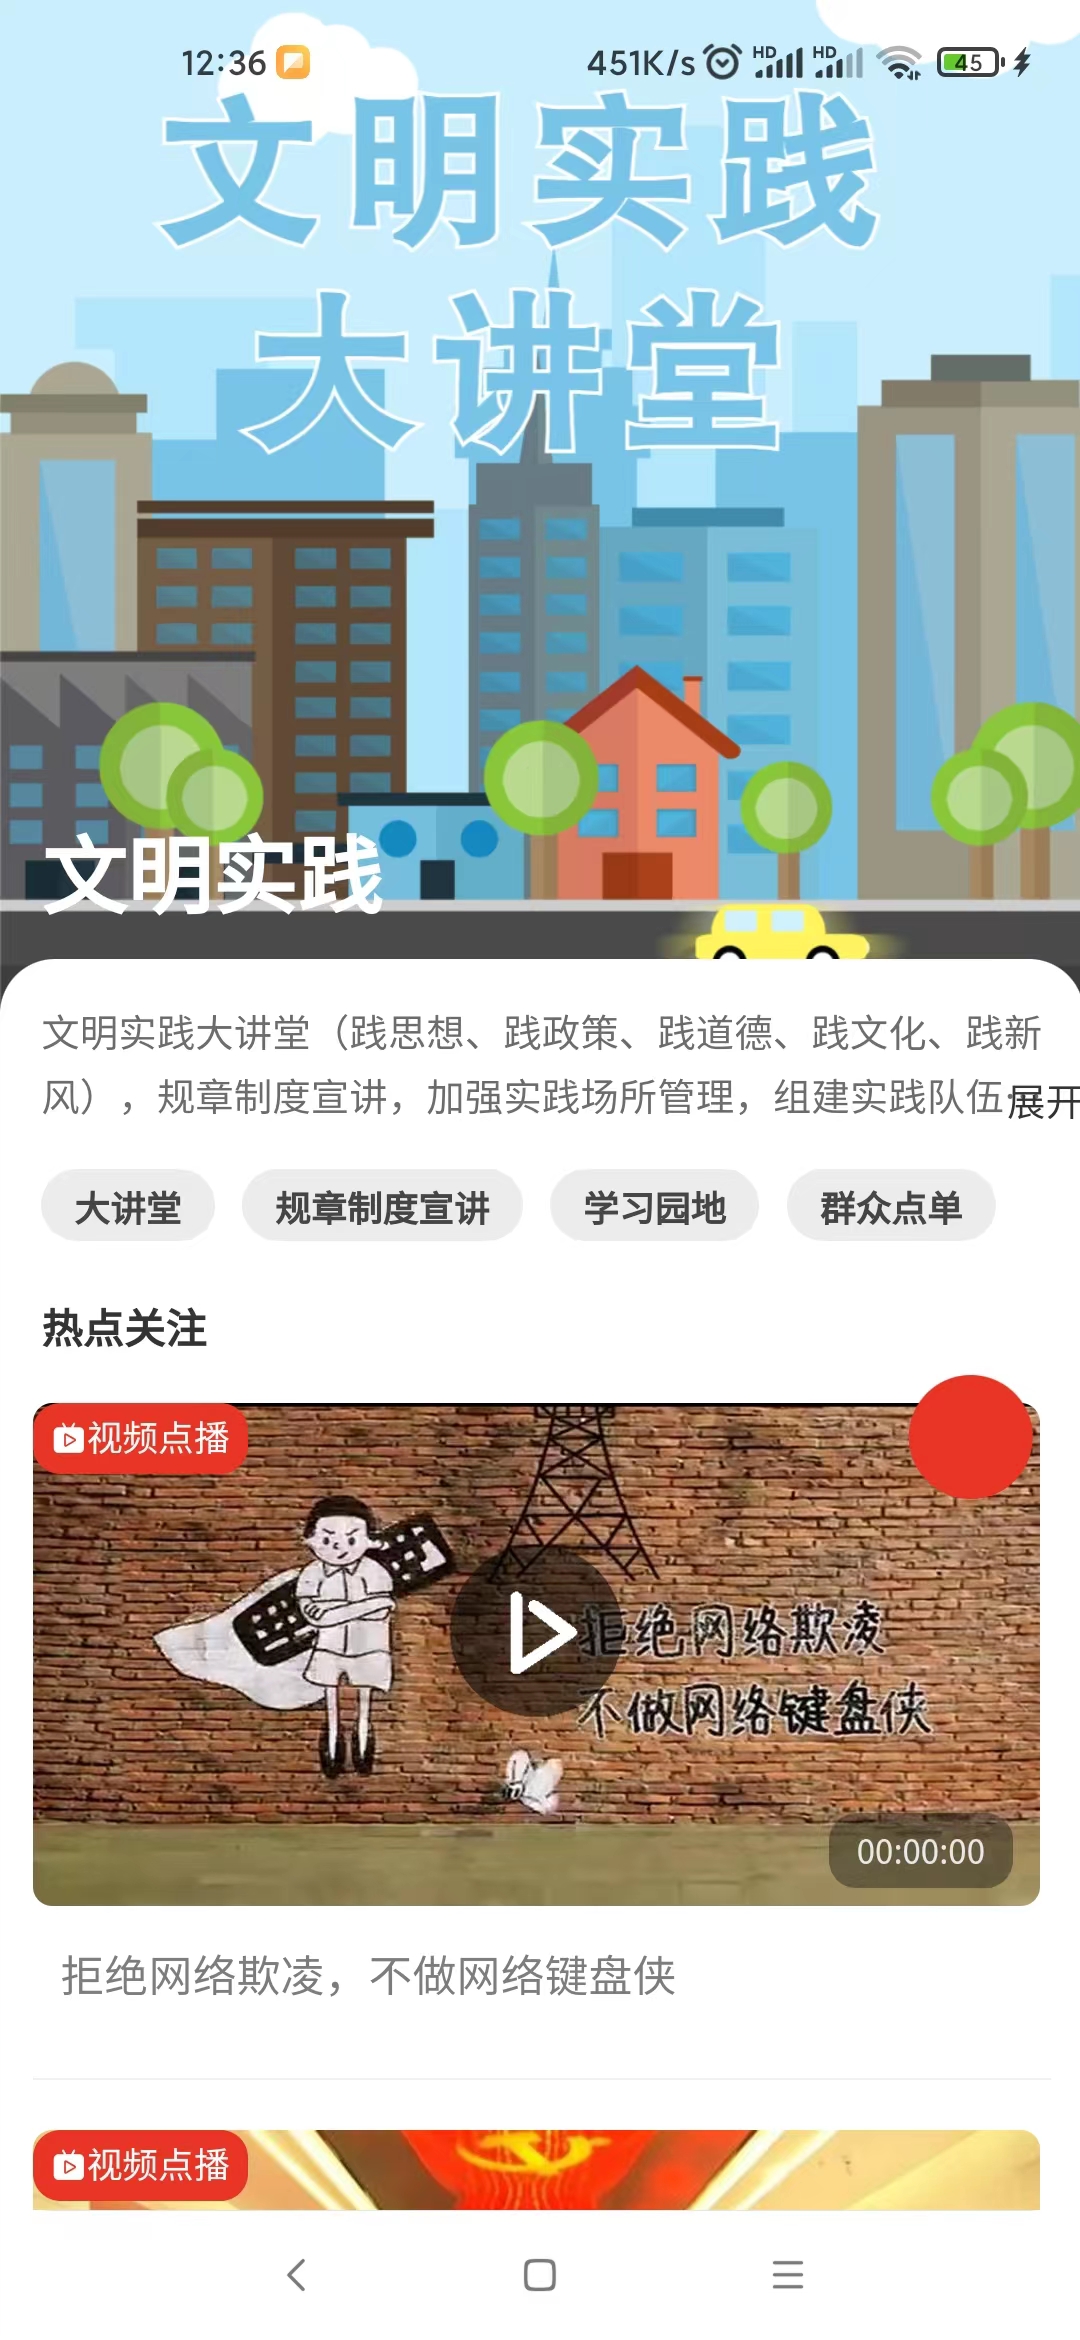 12:36
451K/s HD HD 45
文明实践
大讲堂
文明实践
文明实践大讲堂（践思想、践政策、践道德、践文化、践新
风），规章制度宣讲，加强实践场所管理，组建实践队伍 展开
大讲堂 规章制度宣讲 学习园地 群众点单
热点关注
视频点播
拒绝网络欺凌
不做网络键盘侠
00:00:00
拒绝网络欺凌，不做网络键盘侠
视频点播